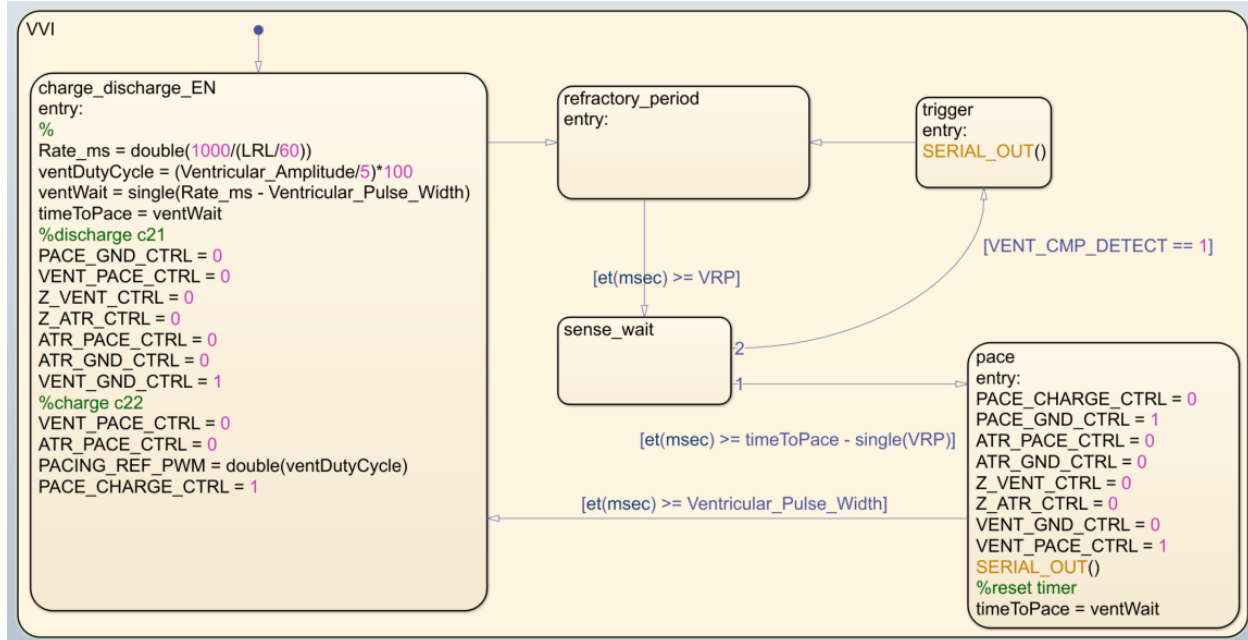 VVI
charge_discharge_EN
entry:
%
Rate_ms = double(1000/(LRL/60))
ventDutyCycle = (Ventricular_Amplitude/5)*100
ventWait = single(Rate_ms - Ventricular_Pulse_Width)
timeToPace = ventWait
%discharge c21
PACE_GND_CTRL = 0
VENT_PACE_CTRL = 0
Z_VENT_CTRL = 0
Z_ATR_CTRL = 0
ATR_PACE_CTRL = 0
ATR_GND_CTRL = 0
VENT_GND_CTRL = 1
%charge c22
VENT_PACE_CTRL = 0
ATR_PACE_CTRL = 0
PACING_REF_PWM = double(ventDutyCycle)
PACE_CHARGE_CTRL = 1
refractory_period
entry:
trigger
entry:
SERIAL_OUT()
[VENT_CMP_DETECT == 1]
[et(msec) >= VRP]
sense_wait
2
1
[et(msec) >= timeToPace - single(VRP)]
[et(msec) >= Ventricular_Pulse_Width]
pace
entry:
PACE_CHARGE_CTRL = 0
PACE_GND_CTRL = 1
ATR_PACE_CTRL = 0
ATR_GND_CTRL = 0
Z_VENT_CTRL = 0
Z_ATR_CTRL = 0
VENT_GND_CTRL = 0
VENT_PACE_CTRL = 1
SERIAL_OUT()
%reset timer
timeToPace = ventWait